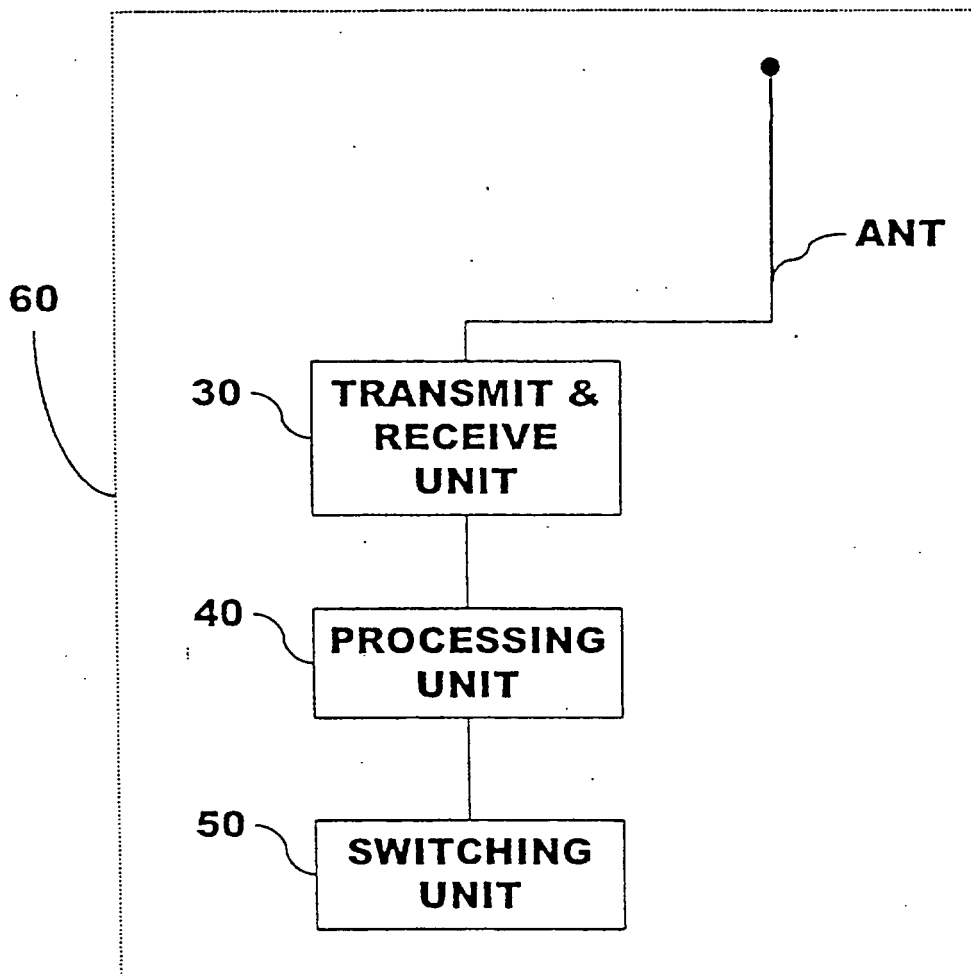 ANT
60
30
TRANSMIT &
RECEIVE
UNIT
40
PROCESSING
UNIT
50
SWITCHING
UNIT